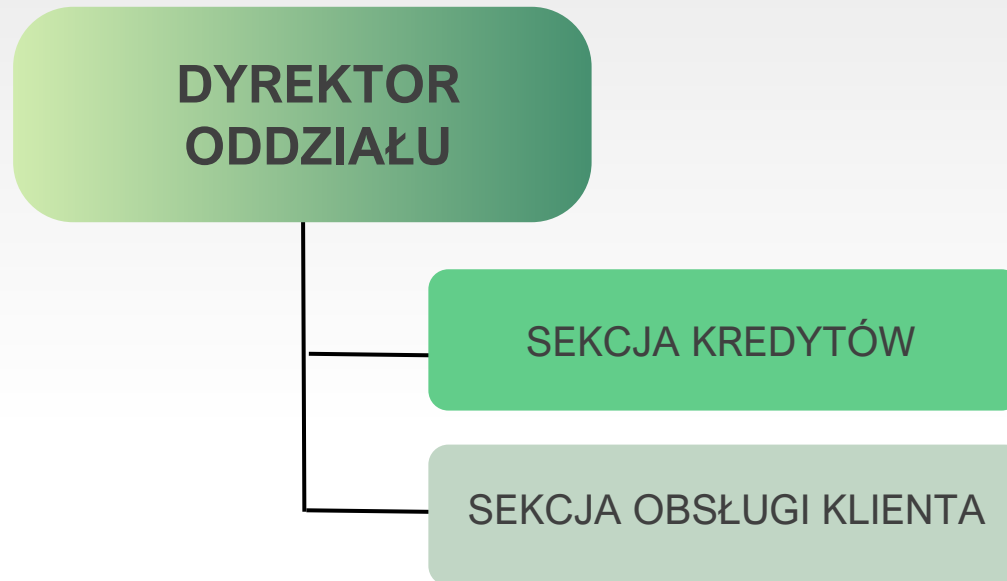 DYREKTOR
ODDZIAŁU
SEKCJA KREDYTÓW
SEKCJA OBSŁUGI KLIENTA